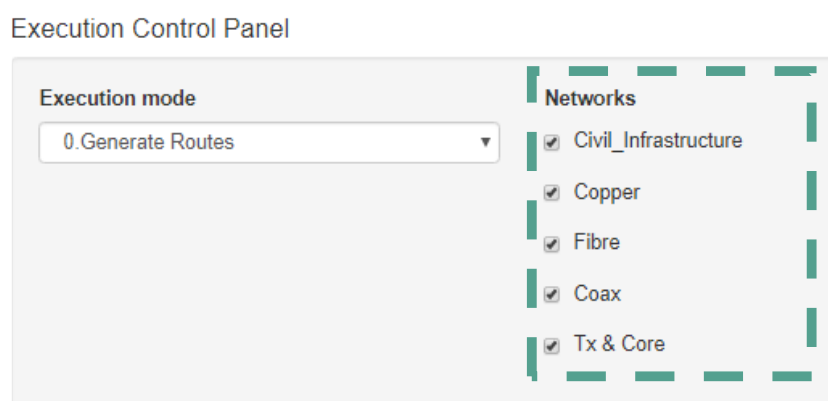 Execution Control Panel
Execution mode
0.Generate Routes
Networks
Civil_Infrastructure
Copper
Fibre
Coax
Tx & Core